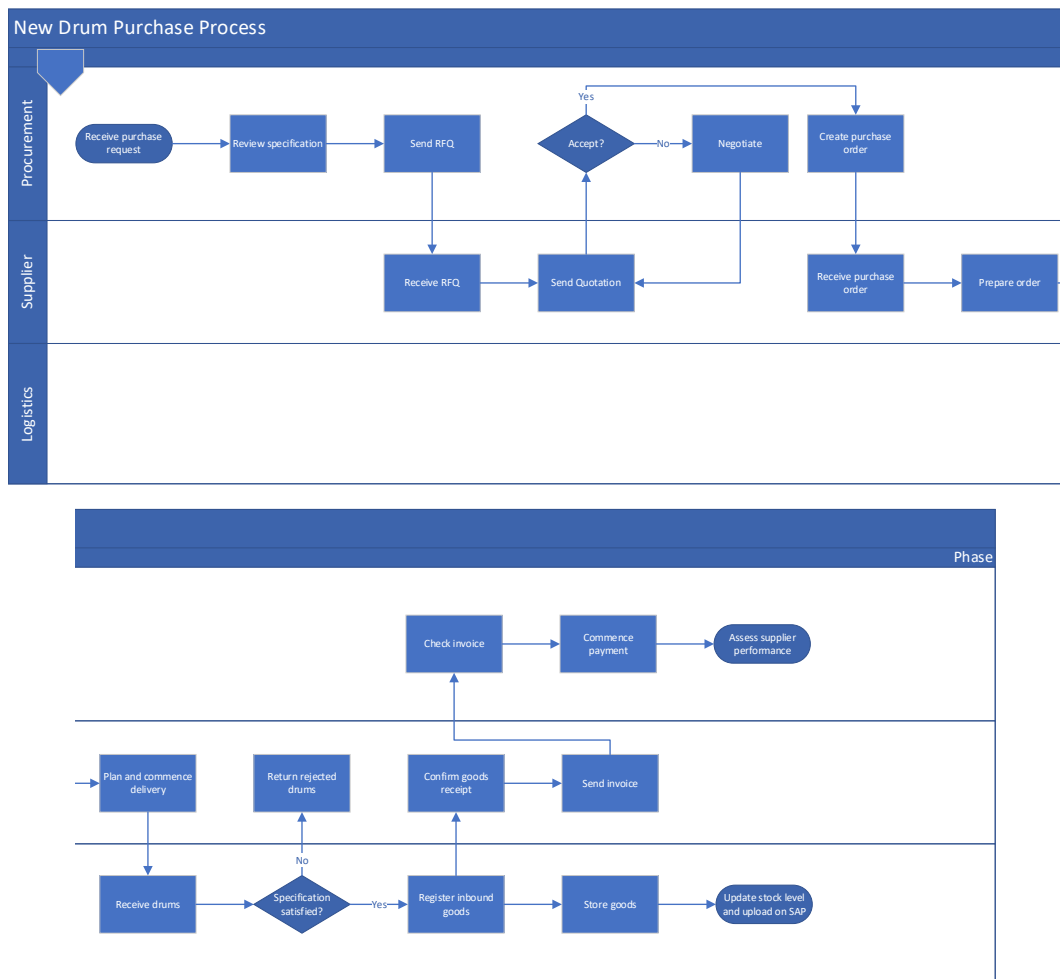 New Drum Purchase Process
Procurement
Receive purchase
request
Review specification
Send RFQ
Yes
Accept?
No
Negotiate
Create purchase
order
Supplier
Receive RFQ
Send Quotation
Receive purchase
order
Prepare order
Logistics
Phase
Check invoice
Commence
payment
Assess supplier
performance
Plan and commence
delivery
Return rejected
drums
Confirm goods
receipt
Send invoice
No
Receive drums
Specification
satisfied?
Yes
Register inbound
goods
Store goods
Update stock level
and upload on SAP